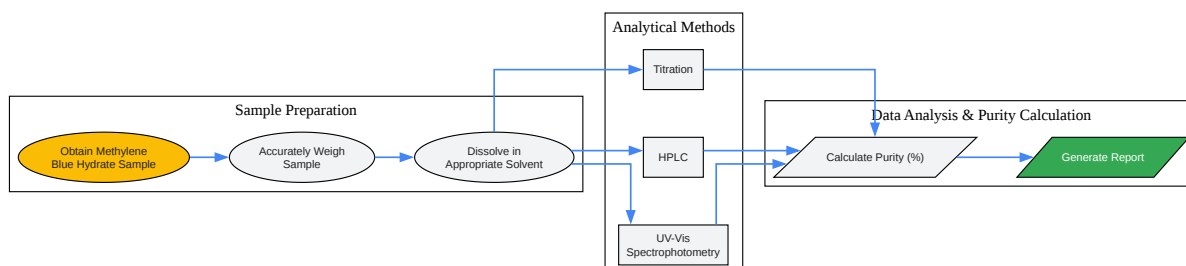 Analytical Methods
Titration
Sample Preparation
Data Analysis & Purity Calculation
Obtain Methylene
Blue Hydrate Sample
Accurately Weigh
Sample
Dissolve in
Appropriate Solvent
HPLC
Calculate Purity (%)
Generate Report
UV-Vis
Spectrophotometry